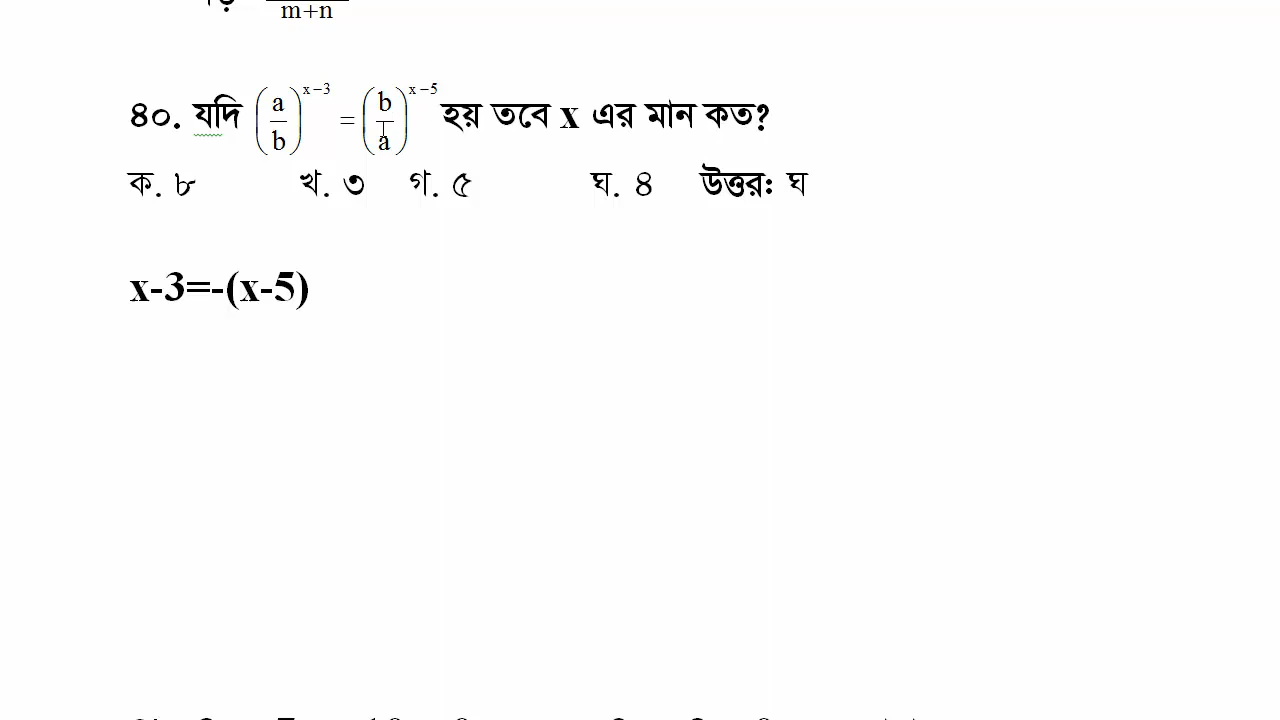 m+n
৪০. যদি (a/b)^(x-3) = (b/a)^(x-5) হয় তবে x এর মান কত?
ক. ৮ খ. ৩ গ. ৫ ঘ. ৪ উত্তরঃ ঘ
x-3=-(x-5)